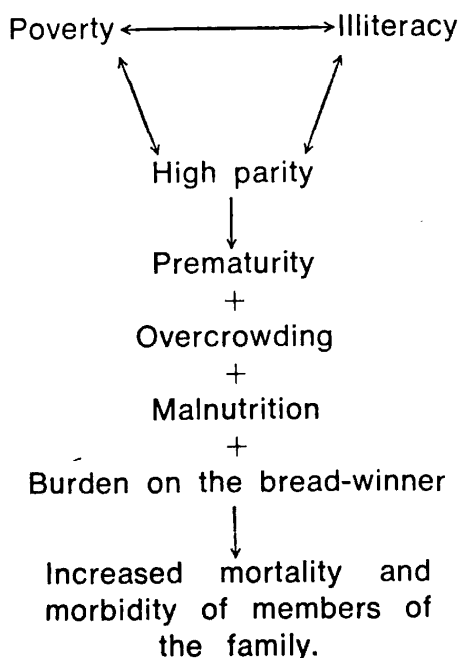 Poverty Illiteracy
High parity
Prematurity
+
Overcrowding
+
Malnutrition
+
Burden on the bread-winner
Increased mortality and
morbidity of members of
the family.